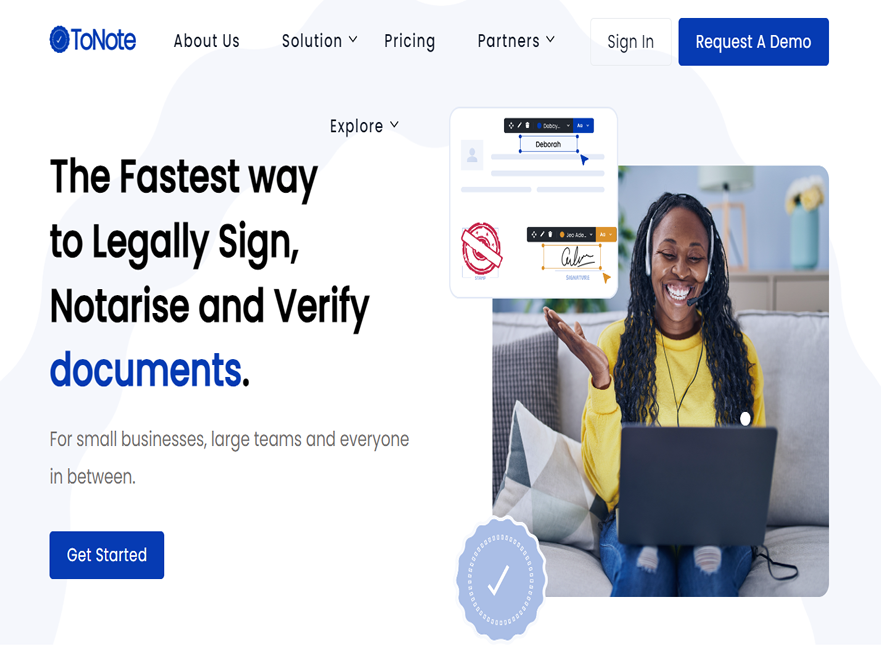 ToNote
About Us
Solution
Pricing
Partners
Sign In
Request A Demo
Explore
The Fastest way
to Legally Sign,
Notarise and Verify
documents.
For small businesses, large teams and everyone
in between.
Get Started
Deborah
Aa
SIGNATURE